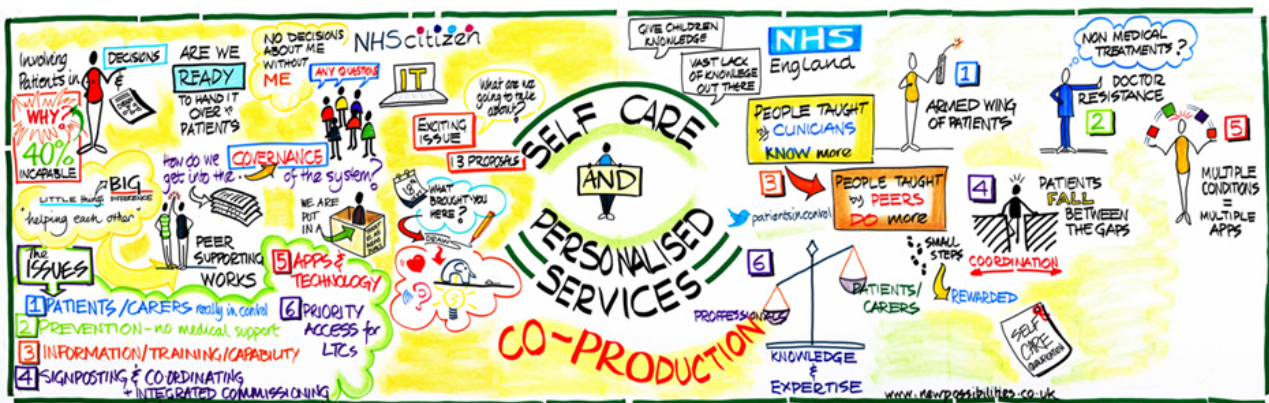 Involving
Patients in
DECISIONS
&
WHY?
40%
INCAPABLE
ARE WE
READY
TO HAND IT
OVER TO
PATIENTS
NO DECISIONS
ABOUT ME
WITHOUT
ME
NHS citizen
ANY QUESTIONS
IT
What are we
going to talk
about?
EXCITING
ISSUE
13 PROPOSALS
How do we
get into the
GOVERNANCE
of the system?
BIG
DIFFERENCE
LITTLE things
"helping each other"
PEER
SUPPORTING
WORKS
WE ARE
PUT
IN A
WHAT
BROUGHT YOU
HERE?
DRAW
The
ISSUES
1 PATIENTS/CARERS really in control
2 PREVENTION - no medical support
3 INFORMATION/TRAINING/CAPABILITY
4 SIGNPOSTING & CO-ORDINATING
+ INTEGRATED COMMISSIONING
5 APPS &
TECHNOLOGY
6 PRIORITY
ACCESS for
LTCs
SELF CARE
AND
PERSONALISED
SERVICES
CO-PRODUCTION
GIVE CHILDREN
KNOWLEDGE
VAST LACK
OF KNOWLEGE
OUT THERE
NHS
England
PEOPLE TAUGHT
by CLINICIANS
KNOW more
3
PEOPLE TAUGHT
by PEERS
DO more
patientsincontrol
1
ARMED WING
OF PATIENTS
NON MEDICAL
TREATMENTS?
DOCTOR
RESISTANCE
2
5
MULTIPLE
CONDITIONS
=
MULTIPLE
APPS
4
PATIENTS
FALL
BETWEEN
THE GAPS
COORDINATION
SMALL
STEPS
REWARDED
6
PROFFESSIONALS
PATIENTS/
CARERS
KNOWLEDGE
&
EXPERTISE
SELF
CARE
www.newpossibilities.co.uk